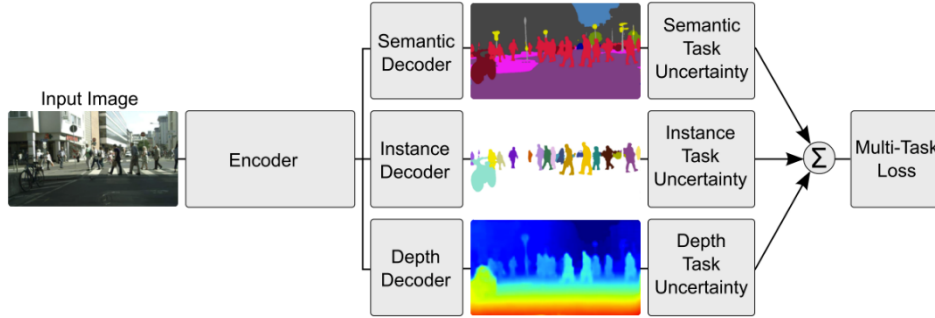 Input Image
Encoder
Semantic
Decoder
Instance
Decoder
Depth
Decoder
Semantic
Task
Uncertainty
Instance
Task
Uncertainty
Depth
Task
Uncertainty
Σ
Multi-Task
Loss